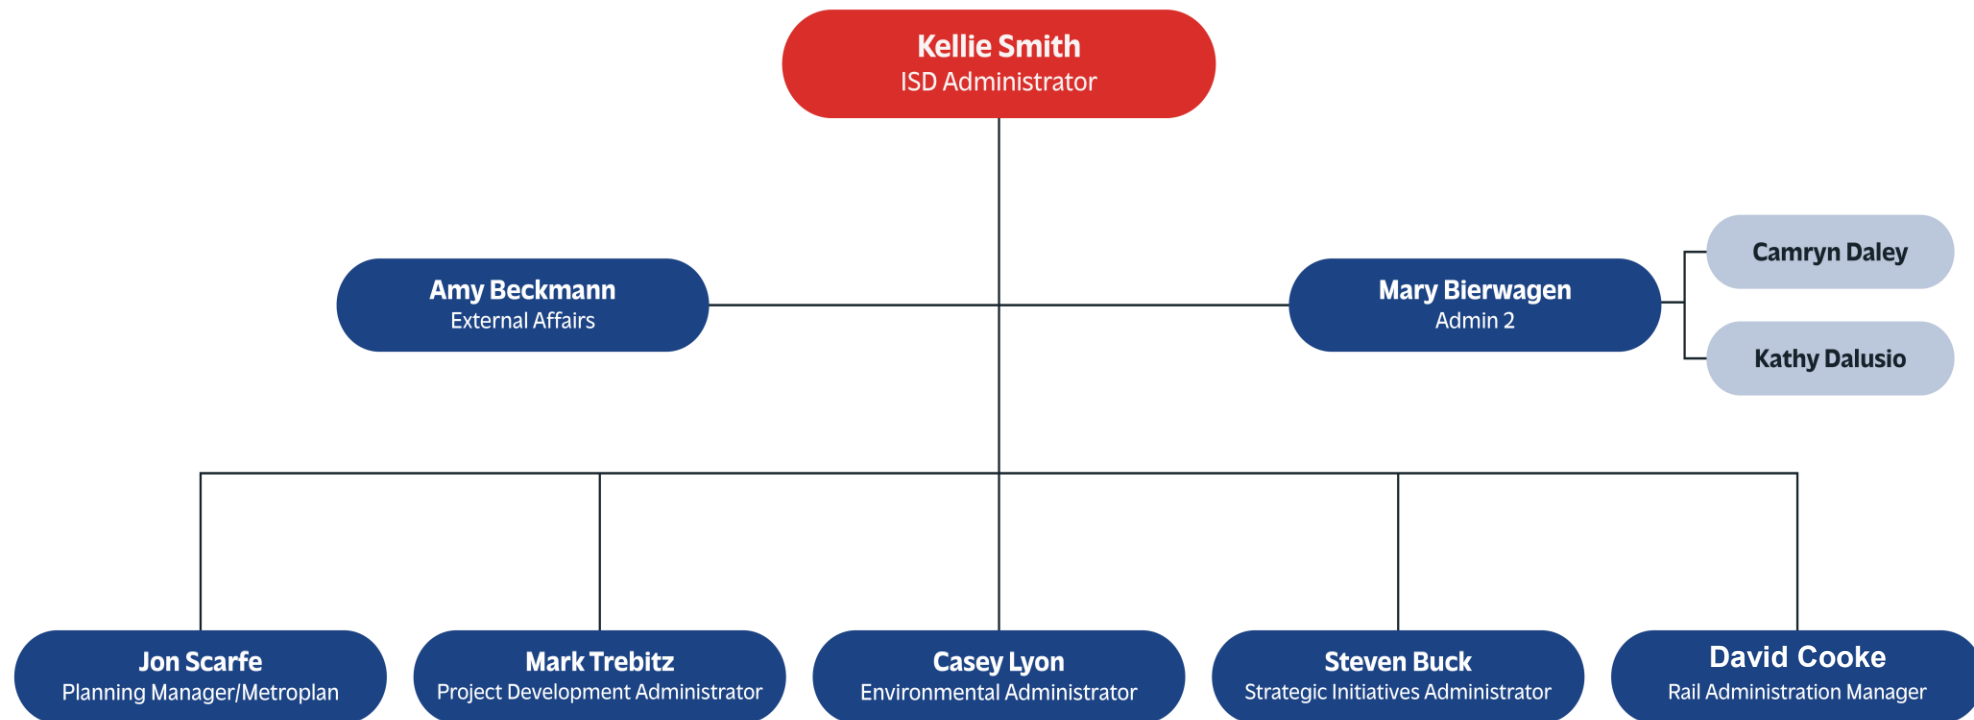 Kellie Smith
ISD Administrator
Amy Beckmann
External Affairs
Mary Bierwagen
Admin 2
Camryn Daley
Kathy Dalusio
Jon Scarfe
Planning Manager/Metroplan
Mark Trebitz
Project Development Administrator
Casey Lyon
Environmental Administrator
Steven Buck
Strategic Initiatives Administrator
David Cooke
Rail Administration Manager